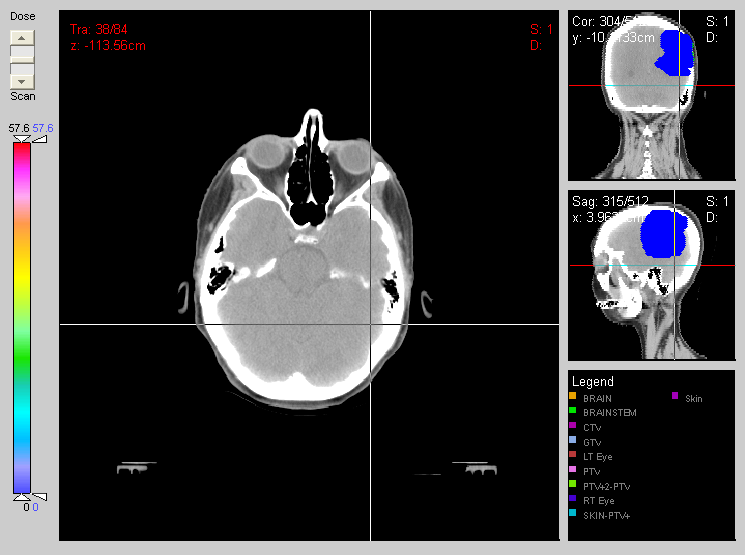 Dose
Scan
57.6 57.6
0 0
Tra: 38/84
z: -113.56cm
S: 1
D:
Cor: 304/
y: -10. 133cm
S: 1
D:
Sag: 315/512
x: 3.96 cm
S: 1
D:
Legend
BRAIN
Skin
BRAINSTEM
CTV
GTV
LT Eye
PTV
PTV+2-PTV
RT Eye
SKIN-PTV+